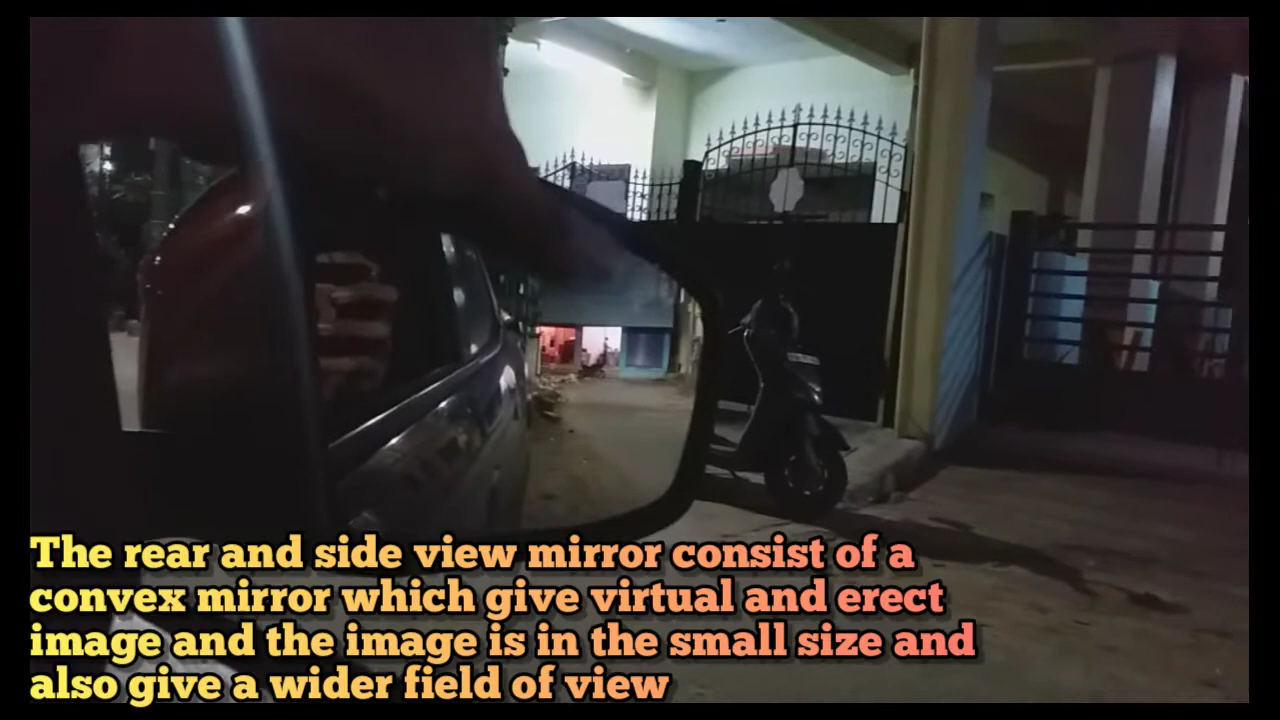 The rear and side view mirror consist of a
convex mirror which give virtual and erect
image and the image is in the small size and
also give a wider field of view